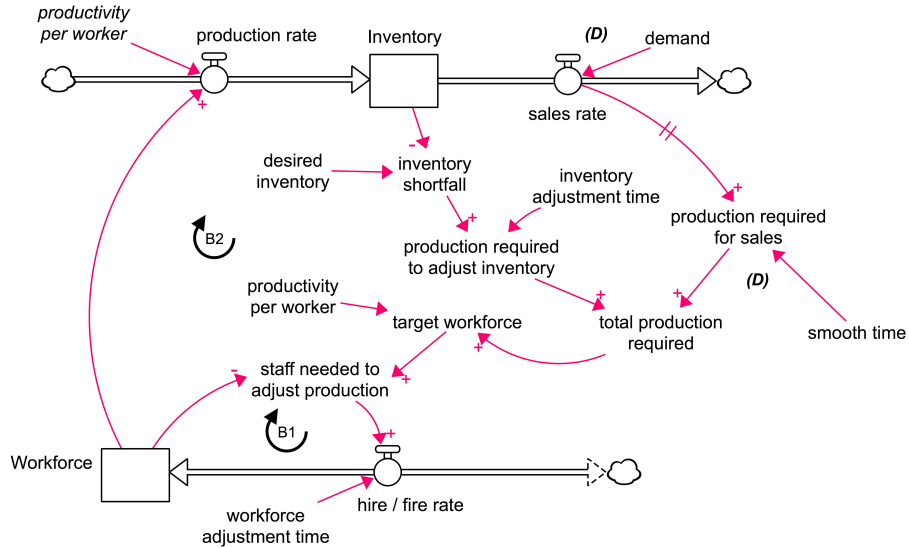 productivity
per worker
production rate
Inventory
(D)
demand
+
sales rate
-
desired
inventory
inventory
shortfall
inventory
adjustment time
+
+
production required
for sales
B2
production required
to adjust inventory
(D)
productivity
per worker
+
+
target workforce
total production
required
smooth time
+
-
staff needed to
adjust production
+
B1
+
Workforce
hire / fire rate
workforce
adjustment time